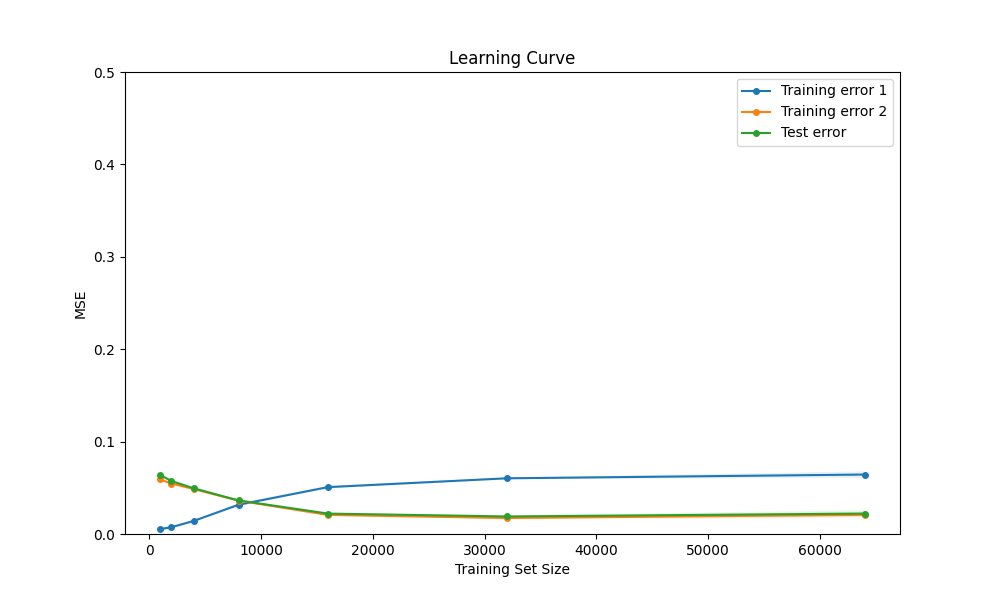 Learning Curve
Training error 1
Training error 2
Test error
MSE
0.5
0.4
0.3
0.2
0.1
0.0
0 10000 20000 30000 40000 50000 60000
Training Set Size